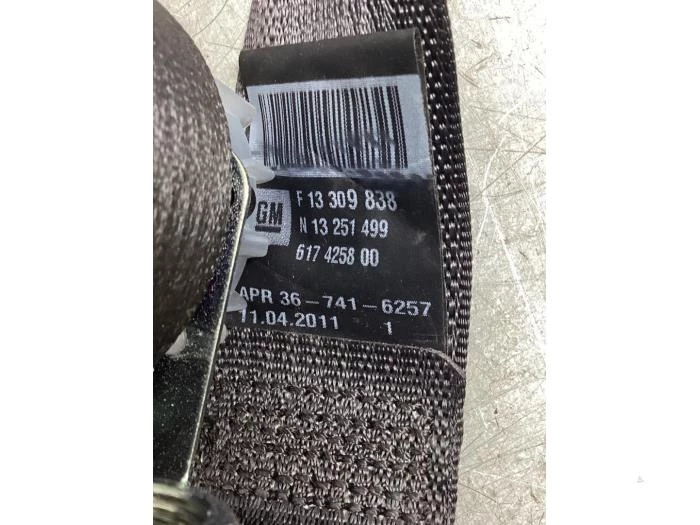 F 13 309 838
GM
N 13 251 499
617 4258 00
APR 36-741-6257
11.04.2011 1